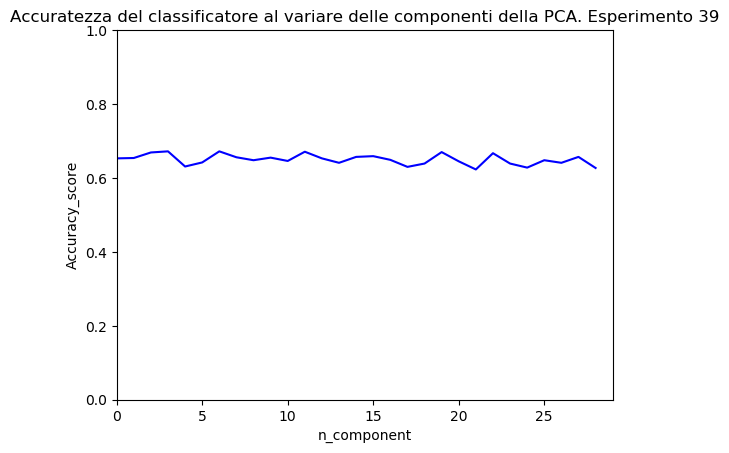 Accuratezza del classificatore al variare delle componenti della PCA. Esperimento 39
1.0
0.8
0.6
0.4
0.2
0.0
Accuracy_score
0 5 10 15 20 25
n_component